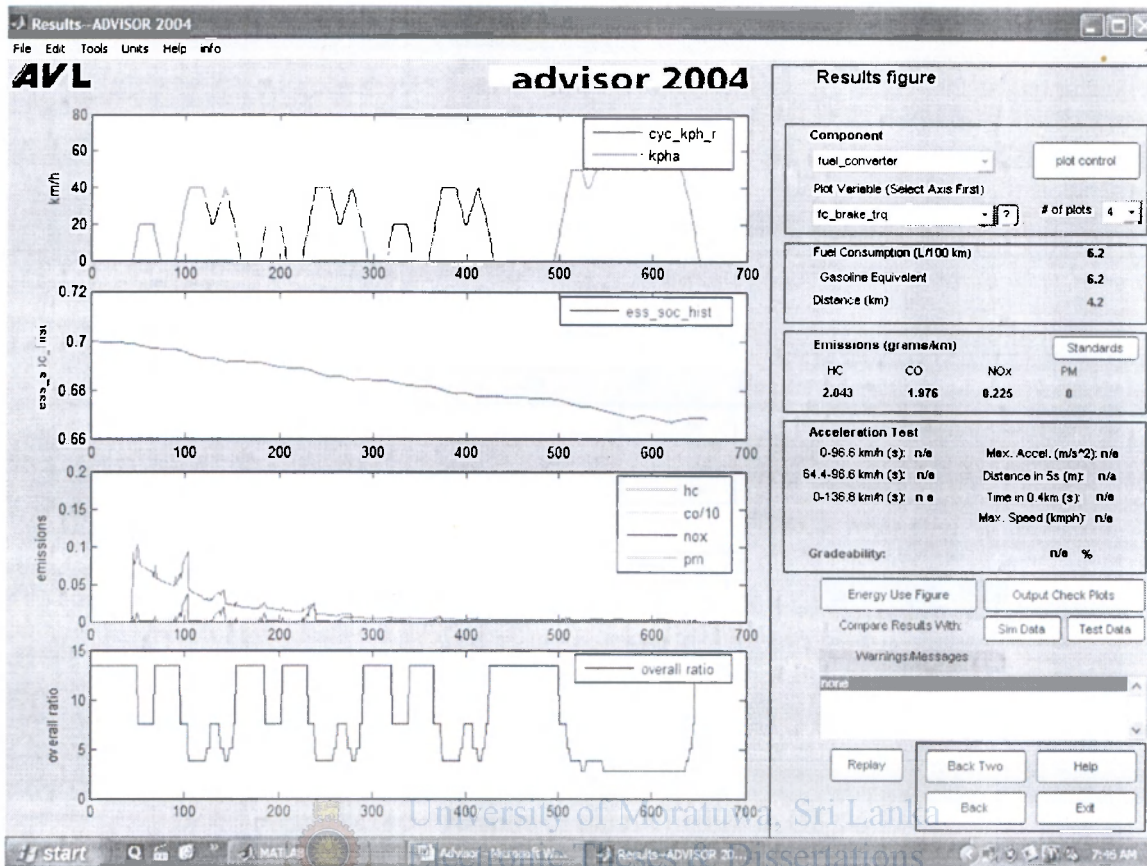 Results--ADVISOR 2004
File Edit Tools Units Help info
AVL
advisor 2004
km/h
80
60
40
20
0
cyc_kph_r
kpha
0 100 200 300 400 500 600 700
0.72
0.7
0.68
0.66
ess_soc_hist
0 100 200 300 400 500 600 700
emissions
0.2
0.15
0.1
0.05
0
hc
co/10
nox
pm
0 100 200 300 400 500 600 700
overall ratio
15
10
5
0
overall ratio
0 100 200 300 400 500 600 700
Results figure
Component
fuel_converter
plot control
Plot Variable (Select Axis First)
fc_brake_trq ? # of plots 4
Fuel Consumption (L/100 km) 6.2
Gasoline Equivalent 6.2
Distance (km) 4.2
Emissions (grams/km) Standards
HC CO NOx PM
2.043 1.976 0.225 0
Acceleration Test
0-96.6 km/h (s): n/a Max. Accel. (m/s^2): n/a
64.4-96.6 km/h (s): n/a Distance in 5s (m): n/a
0-136.8 km/h (s): n a Time in 0.4km (s): n/a
Max. Speed (kmph): n/a
Gradeability: n/a %
Energy Use Figure Output Check Plots
Compare Results With: Sim Data Test Data
Warnings/Messages
none
Replay Back Two Help
Back Exit
University of Moratuwa, Sri Lanka.
start MATLAB Advisor - Microsoft W... Results--ADVISOR 20... Dissertations 7:46 AM